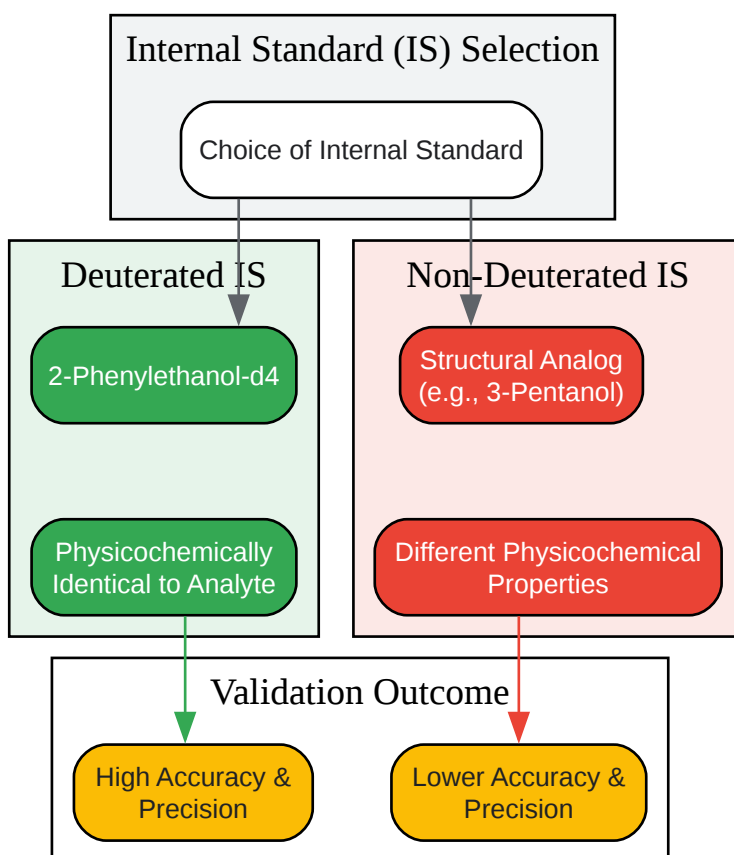 Internal Standard (IS) Selection
Choice of Internal Standard
Deuterated IS
Non-Deuterated IS
2-Phenylethanol-d4
Structural Analog
(e.g., 3-Pentanol)
Physicochemically
Identical to Analyte
Different Physicochemical
Properties
Validation Outcome
High Accuracy &
Precision
Lower Accuracy &
Precision